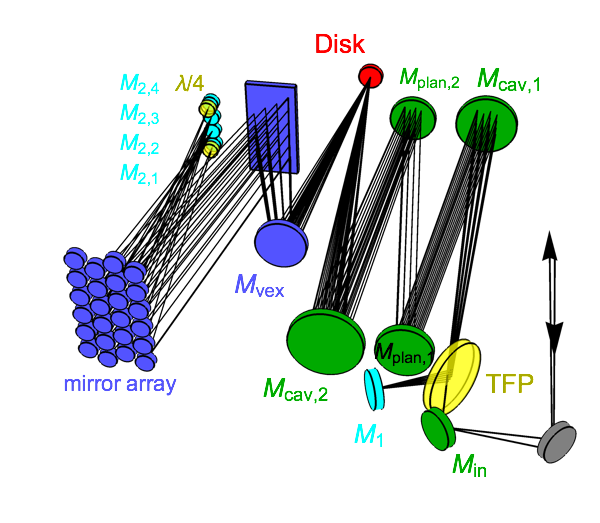 Disk
M2,4 λ/4
Mplan,2
Mcav,1
M2,3
M2,2
M2,1
Mvex
Mplan,1
mirror array
Mcav,2
TFP
M1
Min